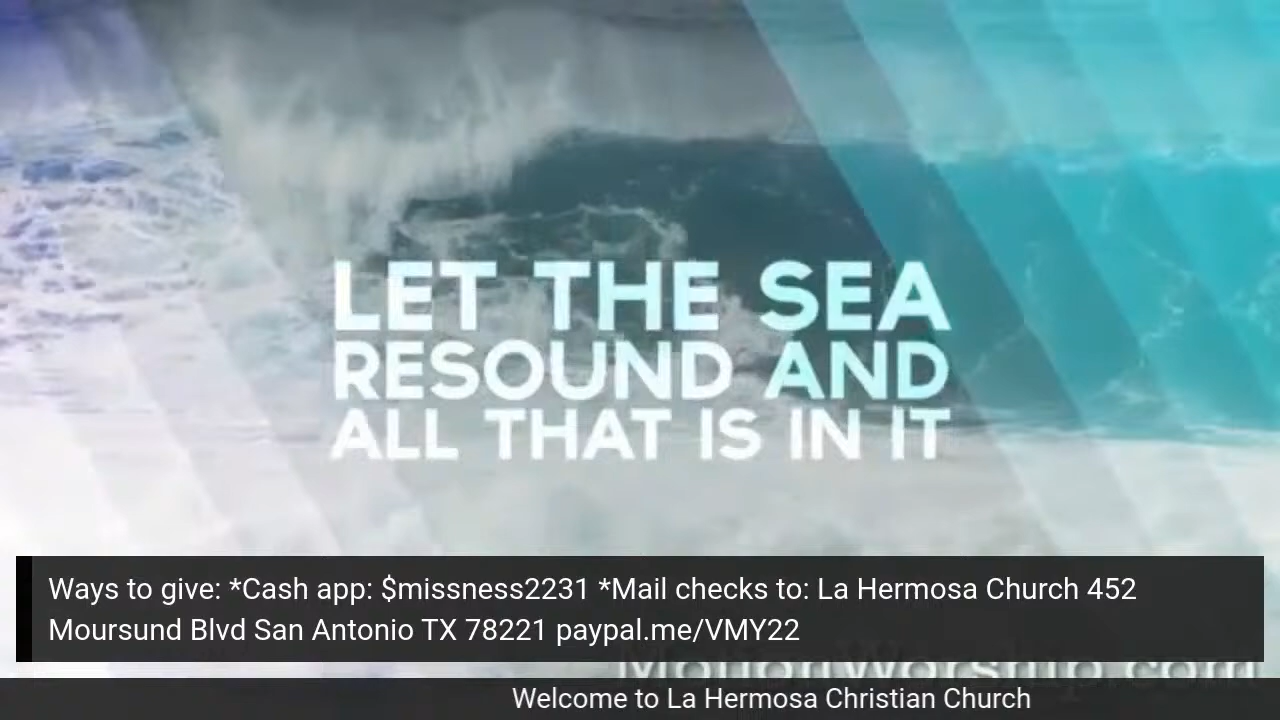 LET THE SEA
RESOUND AND
ALL THAT IS IN IT
Ways to give: *Cash app: $missness2231 *Mail checks to: La Hermosa Church 452
Moursund Blvd San Antonio TX 78221 paypal.me/VMY22
MotionWorship.com
Welcome to La Hermosa Christian Church